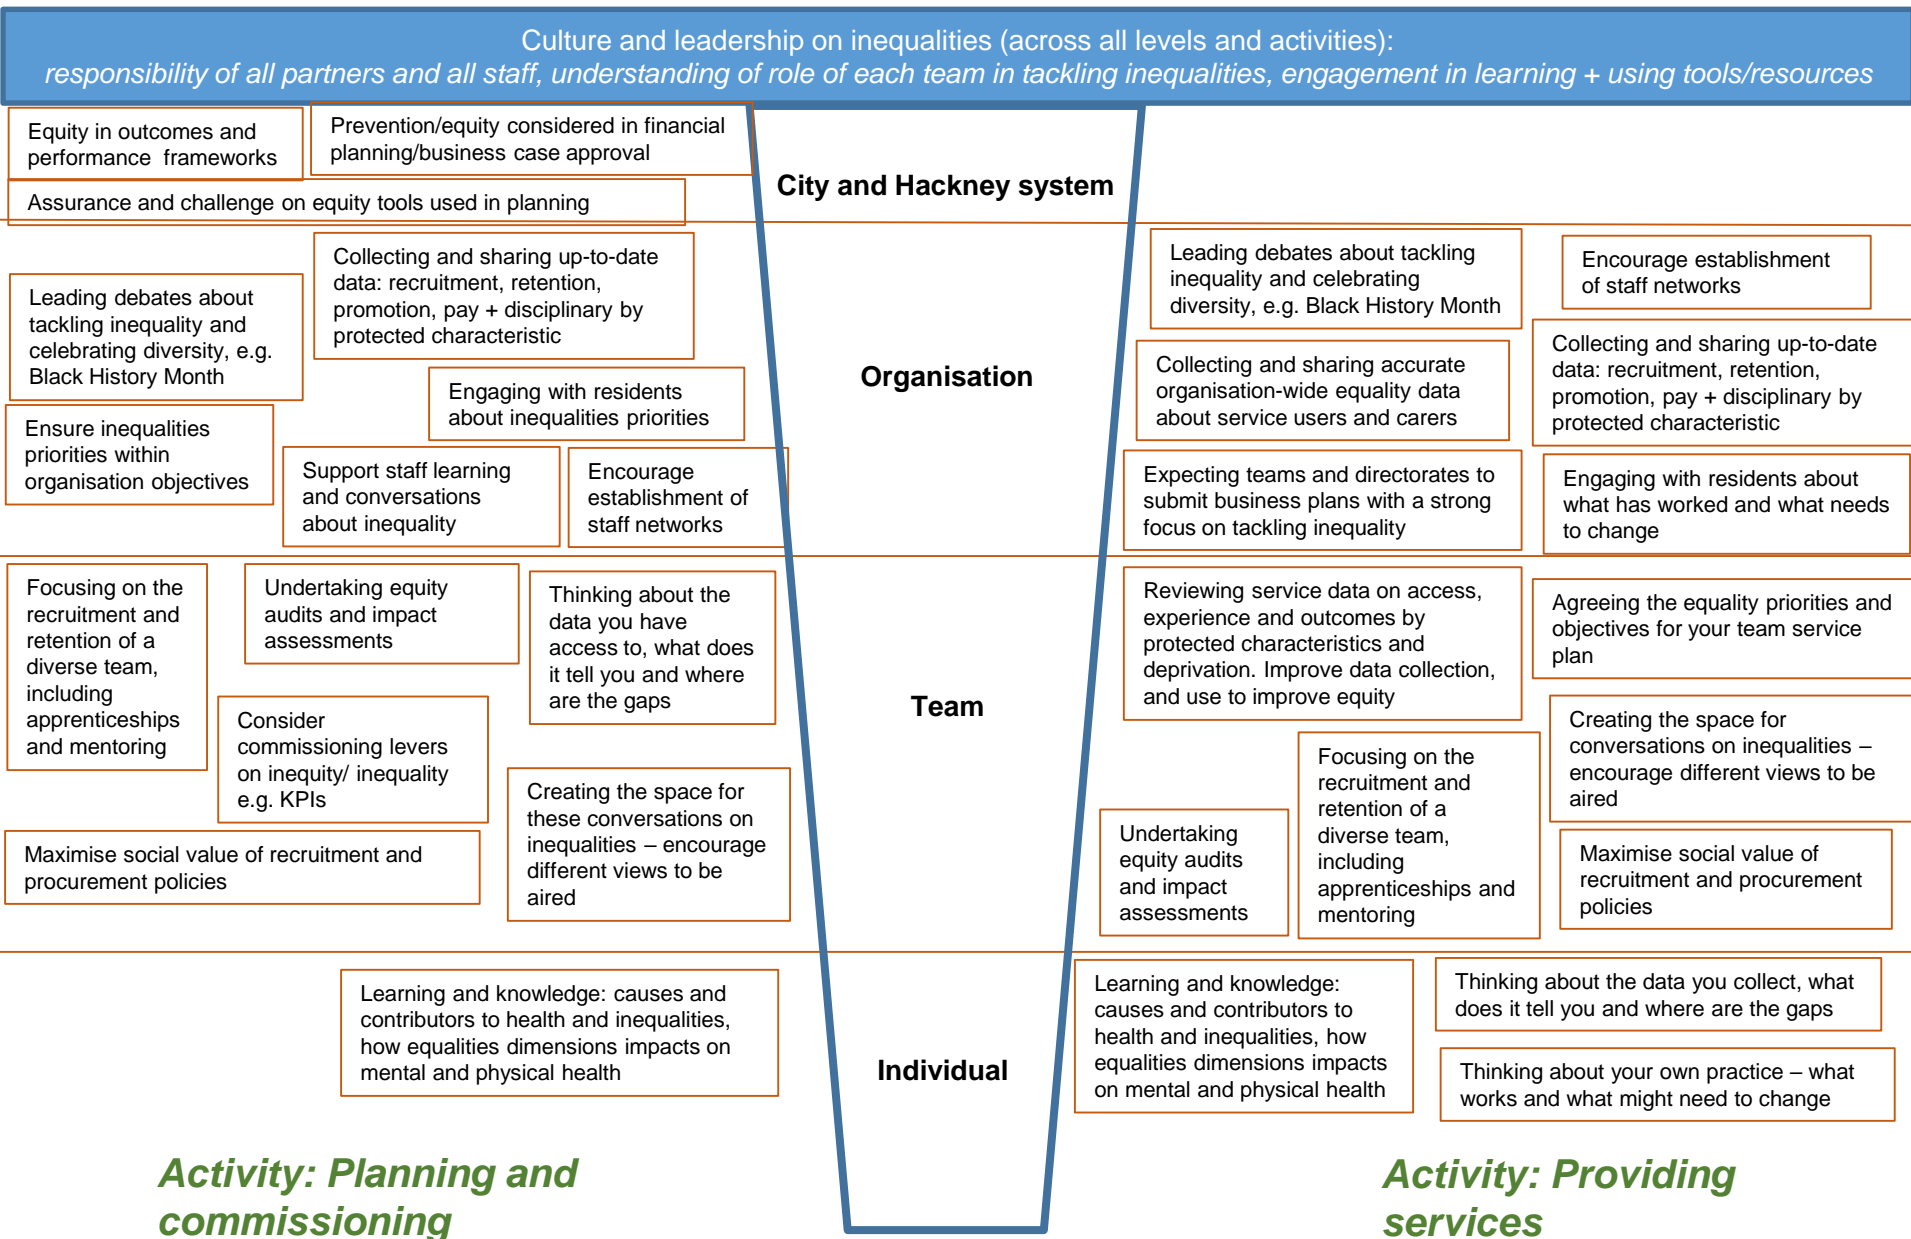 Culture and leadership on inequalities (across all levels and activities):
responsibility of all partners and all staff, understanding of role of each team in tackling inequalities, engagement in learning + using tools/resources
Equity in outcomes and
performance frameworks
Prevention/equity considered in financial
planning/business case approval
Assurance and challenge on equity tools used in planning
City and Hackney system
Collecting and sharing up-to-date
data: recruitment, retention,
promotion, pay + disciplinary by
protected characteristic
Leading debates about
tackling inequality and
celebrating diversity, e.g.
Black History Month
Engaging with residents
about inequalities priorities
Ensure inequalities
priorities within
organisation objectives
Support staff learning
and conversations
about inequality
Encourage
establishment of
staff networks
Organisation
Leading debates about tackling
inequality and celebrating
diversity, e.g. Black History Month
Encourage establishment
of staff networks
Collecting and sharing accurate
organisation-wide equality data
about service users and carers
Collecting and sharing up-to-date
data: recruitment, retention,
promotion, pay + disciplinary by
protected characteristic
Expecting teams and directorates to
submit business plans with a strong
focus on tackling inequality
Engaging with residents about
what has worked and what needs
to change
Focusing on the
recruitment and
retention of a
diverse team,
including
apprenticeships
and mentoring
Undertaking equity
audits and impact
assessments
Thinking about the
data you have
access to, what does
it tell you and where
are the gaps
Consider
commissioning levers
on inequity/ inequality
e.g. KPIs
Creating the space for
these conversations on
inequalities – encourage
different views to be
aired
Maximise social value of recruitment and
procurement policies
Team
Reviewing service data on access,
experience and outcomes by
protected characteristics and
deprivation. Improve data collection,
and use to improve equity
Agreeing the equality priorities and
objectives for your team service
plan
Creating the space for
conversations on inequalities –
encourage different views to be
aired
Focusing on the
recruitment and
retention of a
diverse team,
including
apprenticeships and
mentoring
Undertaking
equity audits
and impact
assessments
Maximise social value of
recruitment and procurement
policies
Learning and knowledge: causes and
contributors to health and inequalities,
how equalities dimensions impacts on
mental and physical health
Individual
Learning and knowledge:
causes and contributors to
health and inequalities, how
equalities dimensions impacts
on mental and physical health
Thinking about the data you collect, what
does it tell you and where are the gaps
Thinking about your own practice – what
works and what might need to change
Activity: Planning and
commissioning
Activity: Providing
services